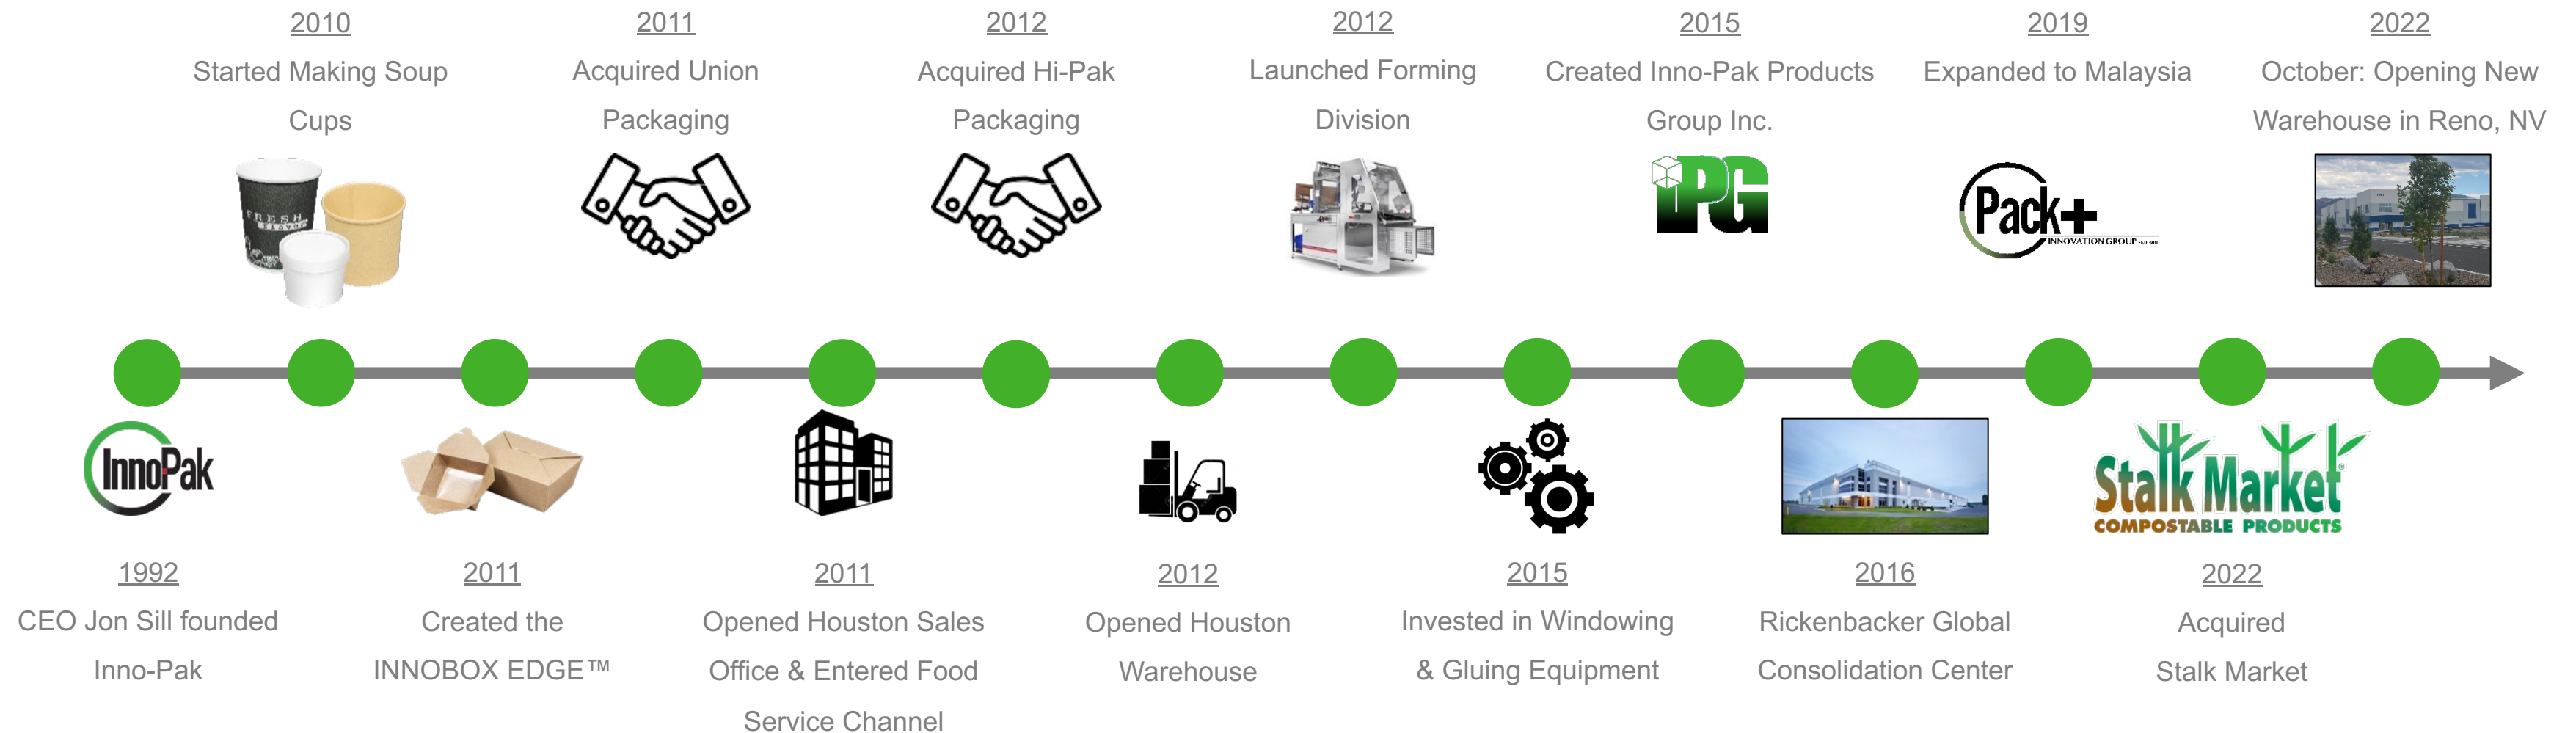 2010
Started Making Soup
Cups
2011
Acquired Union
Packaging
2012
Acquired Hi-Pak
Packaging
2012
Launched Forming
Division
2015
Created Inno-Pak Products
Group Inc.
2019
Expanded to Malaysia
2022
October: Opening New
Warehouse in Reno, NV
FRESH
iPG
Pack+
INNOVATION GROUP
InnoPak
Stalk Market®
COMPOSTABLE PRODUCTS
1992
CEO Jon Sill founded
Inno-Pak
2011
Created the
INNOBOX EDGE™
2011
Opened Houston Sales
Office & Entered Food
Service Channel
2012
Opened Houston
Warehouse
2015
Invested in Windowing
& Gluing Equipment
2016
Rickenbacker Global
Consolidation Center
2022
Acquired
Stalk Market